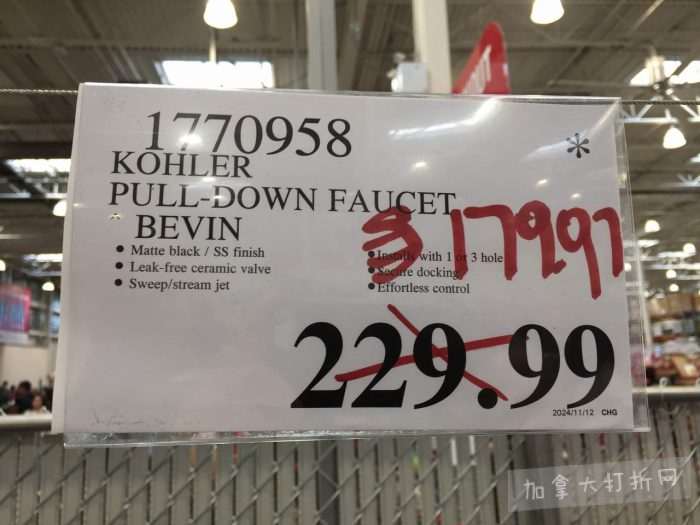 1770958
*
KOHLER
PULL-DOWN FAUCET
BEVIN
$179.97
• Matte black / SS finish
• Leak-free ceramic valve
• Sweep/stream jet
• Installs with 1 or 3 hole
• Secure docking
• Effortless control
229.99
2024/11/12 CHG
加拿大打折网